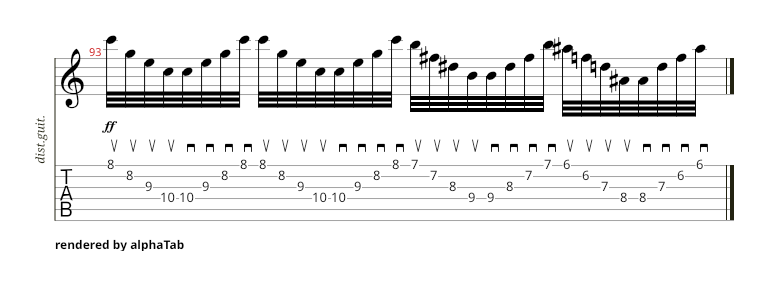 93
dist.guit.
ff
8 8 9 10 10 9 8 8 8 8 9 10 10 9 8 8 7 7 8 9 9 8 7 7 6 6 7 8 8 7 6 6
TAB
rendered by alphaTab